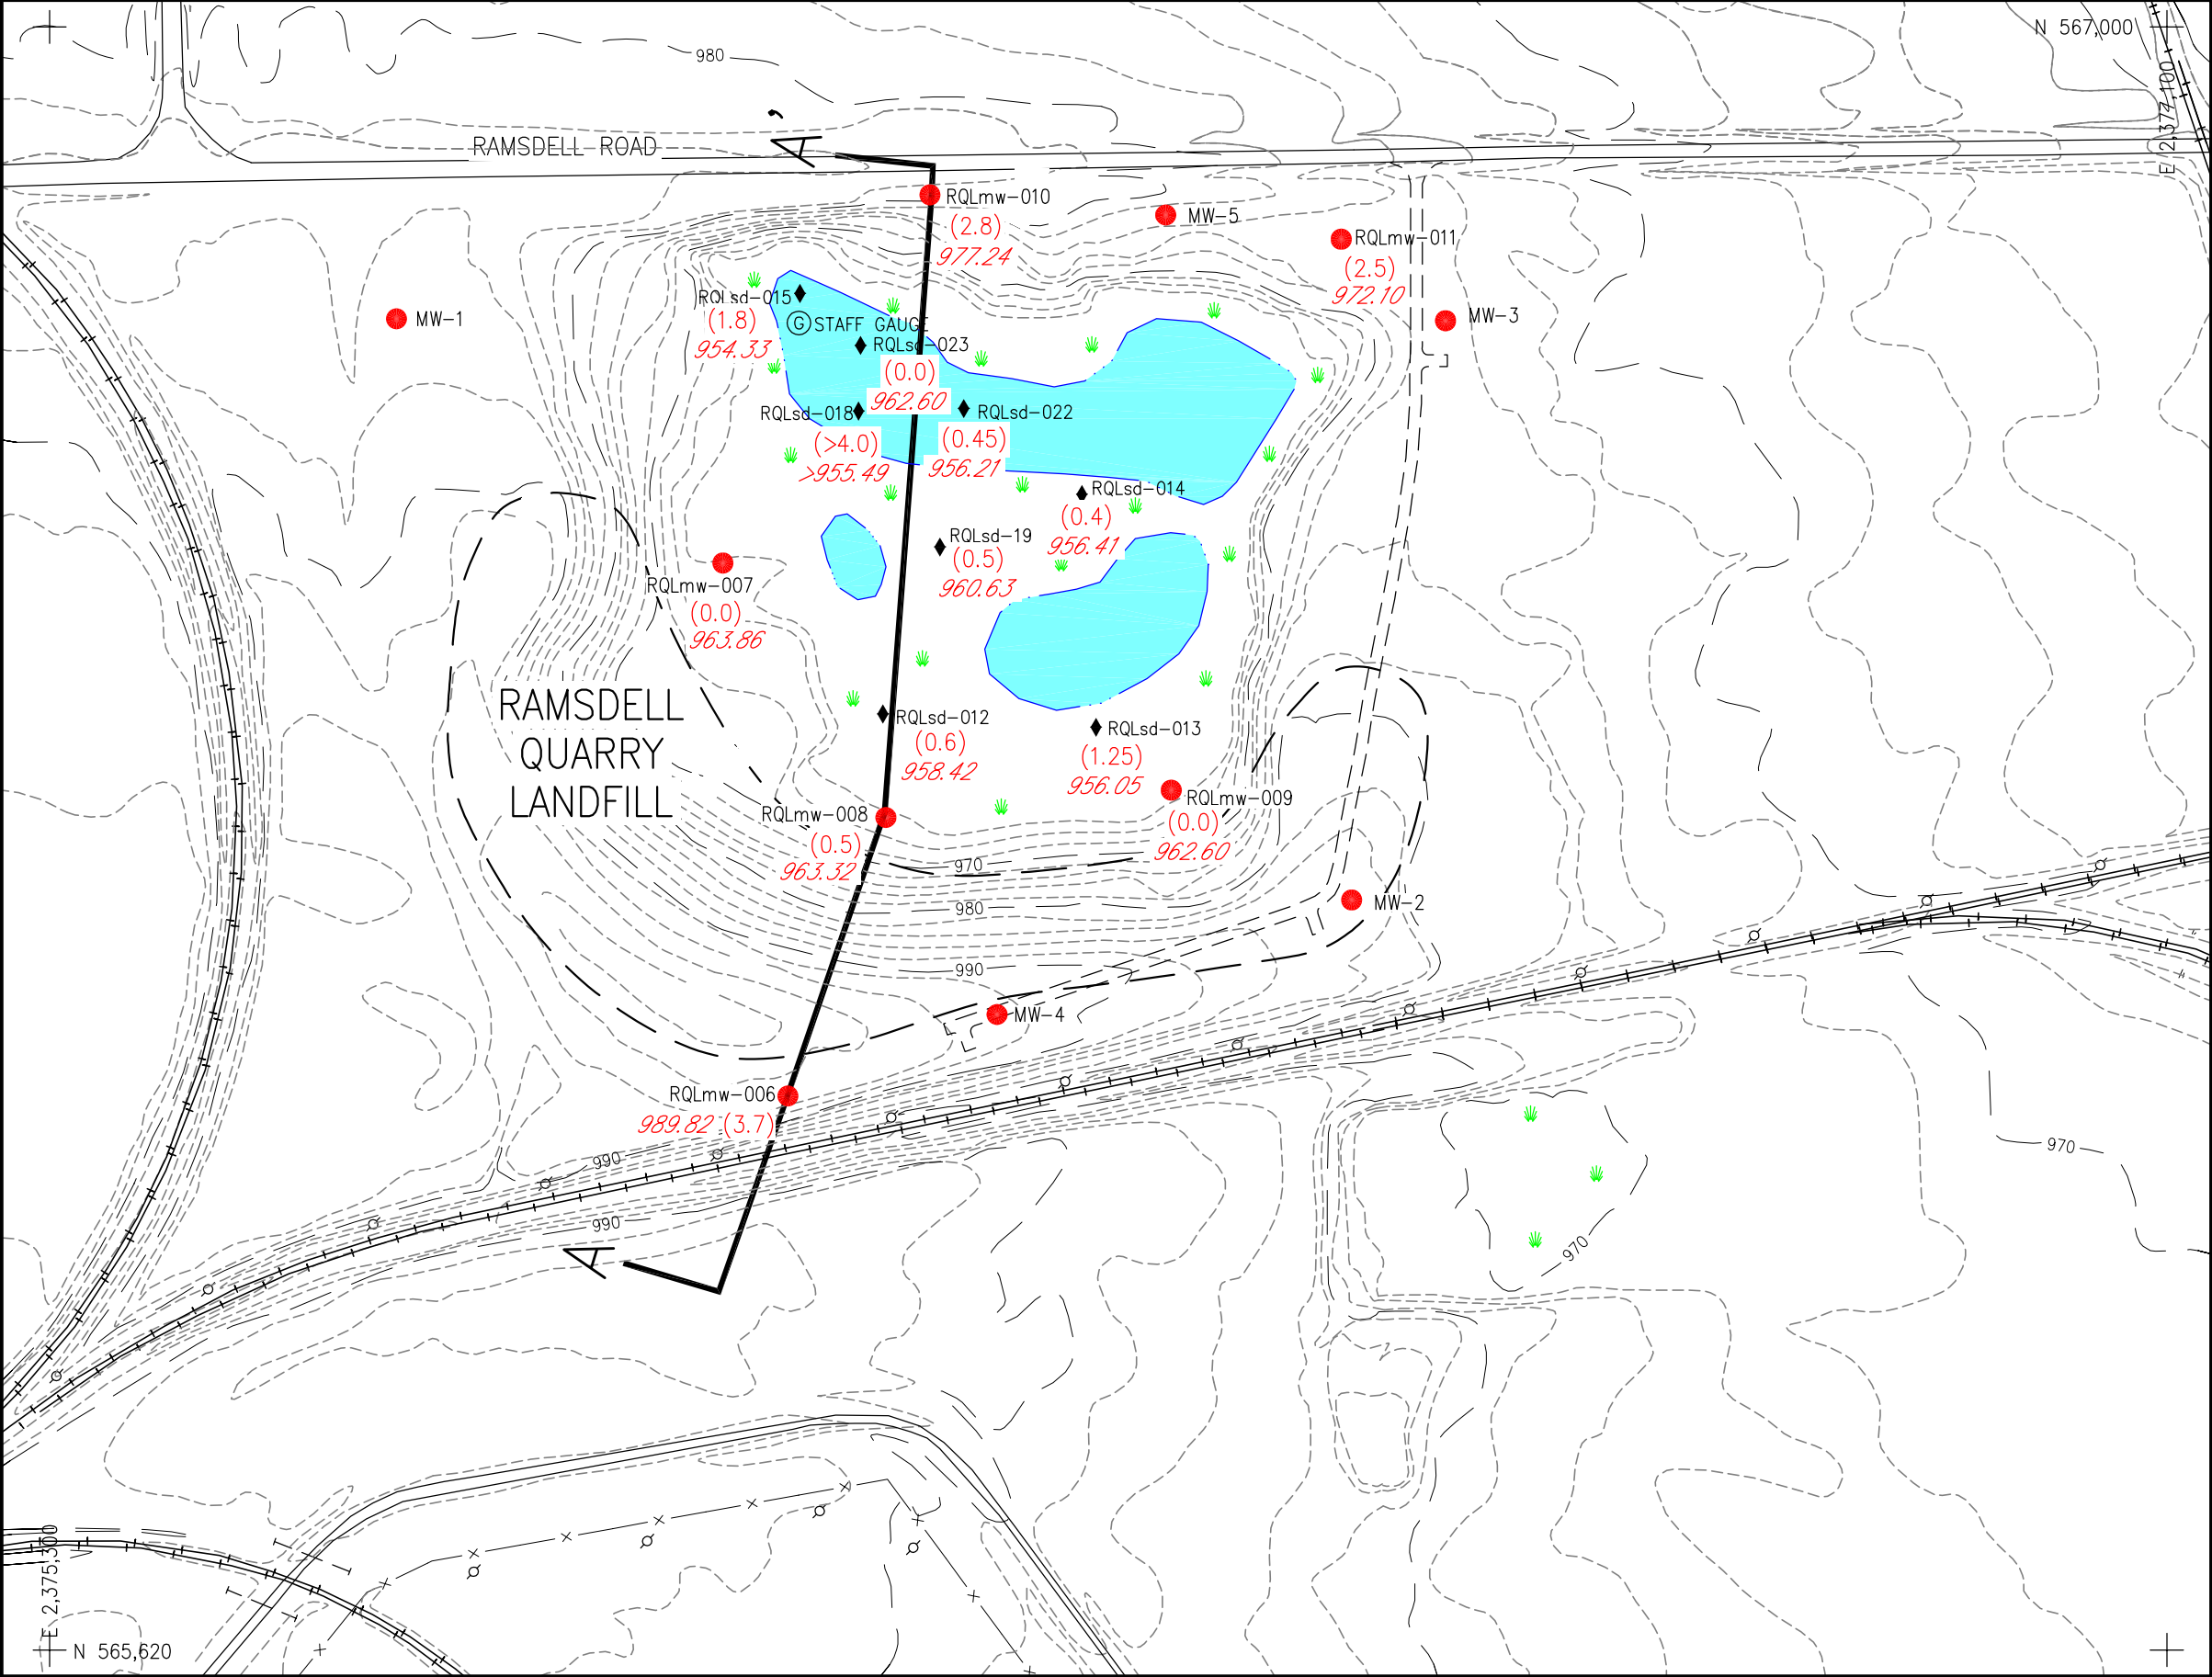 N 567,000
E 2,377,100
980
RAMSDELL ROAD
A'
RQLmw-010
(2.8)
977.24
MW-5
RQLmw-011
(2.5)
972.10
MW-1
MW-3
RQLsd-015
(1.8)
954.33
G STAFF GAUGE
RQLsd-023
(0.0)
962.60
RQLsd-018
(>4.0)
>955.49
RQLsd-022
(0.45)
956.21
RQLsd-014
(0.4)
956.41
RQLsd-19
(0.5)
960.63
RQLmw-007
(0.0)
963.86
RAMSDELL
QUARRY
LANDFILL
RQLsd-012
(0.6)
958.42
RQLsd-013
(1.25)
956.05
RQLmw-009
(0.0)
962.60
RQLmw-008
(0.5)
963.32
970
980
990
MW-2
MW-4
RQLmw-006
989.82 (3.7)
990
990
970
970
A
E 2,375,300
N 565,620